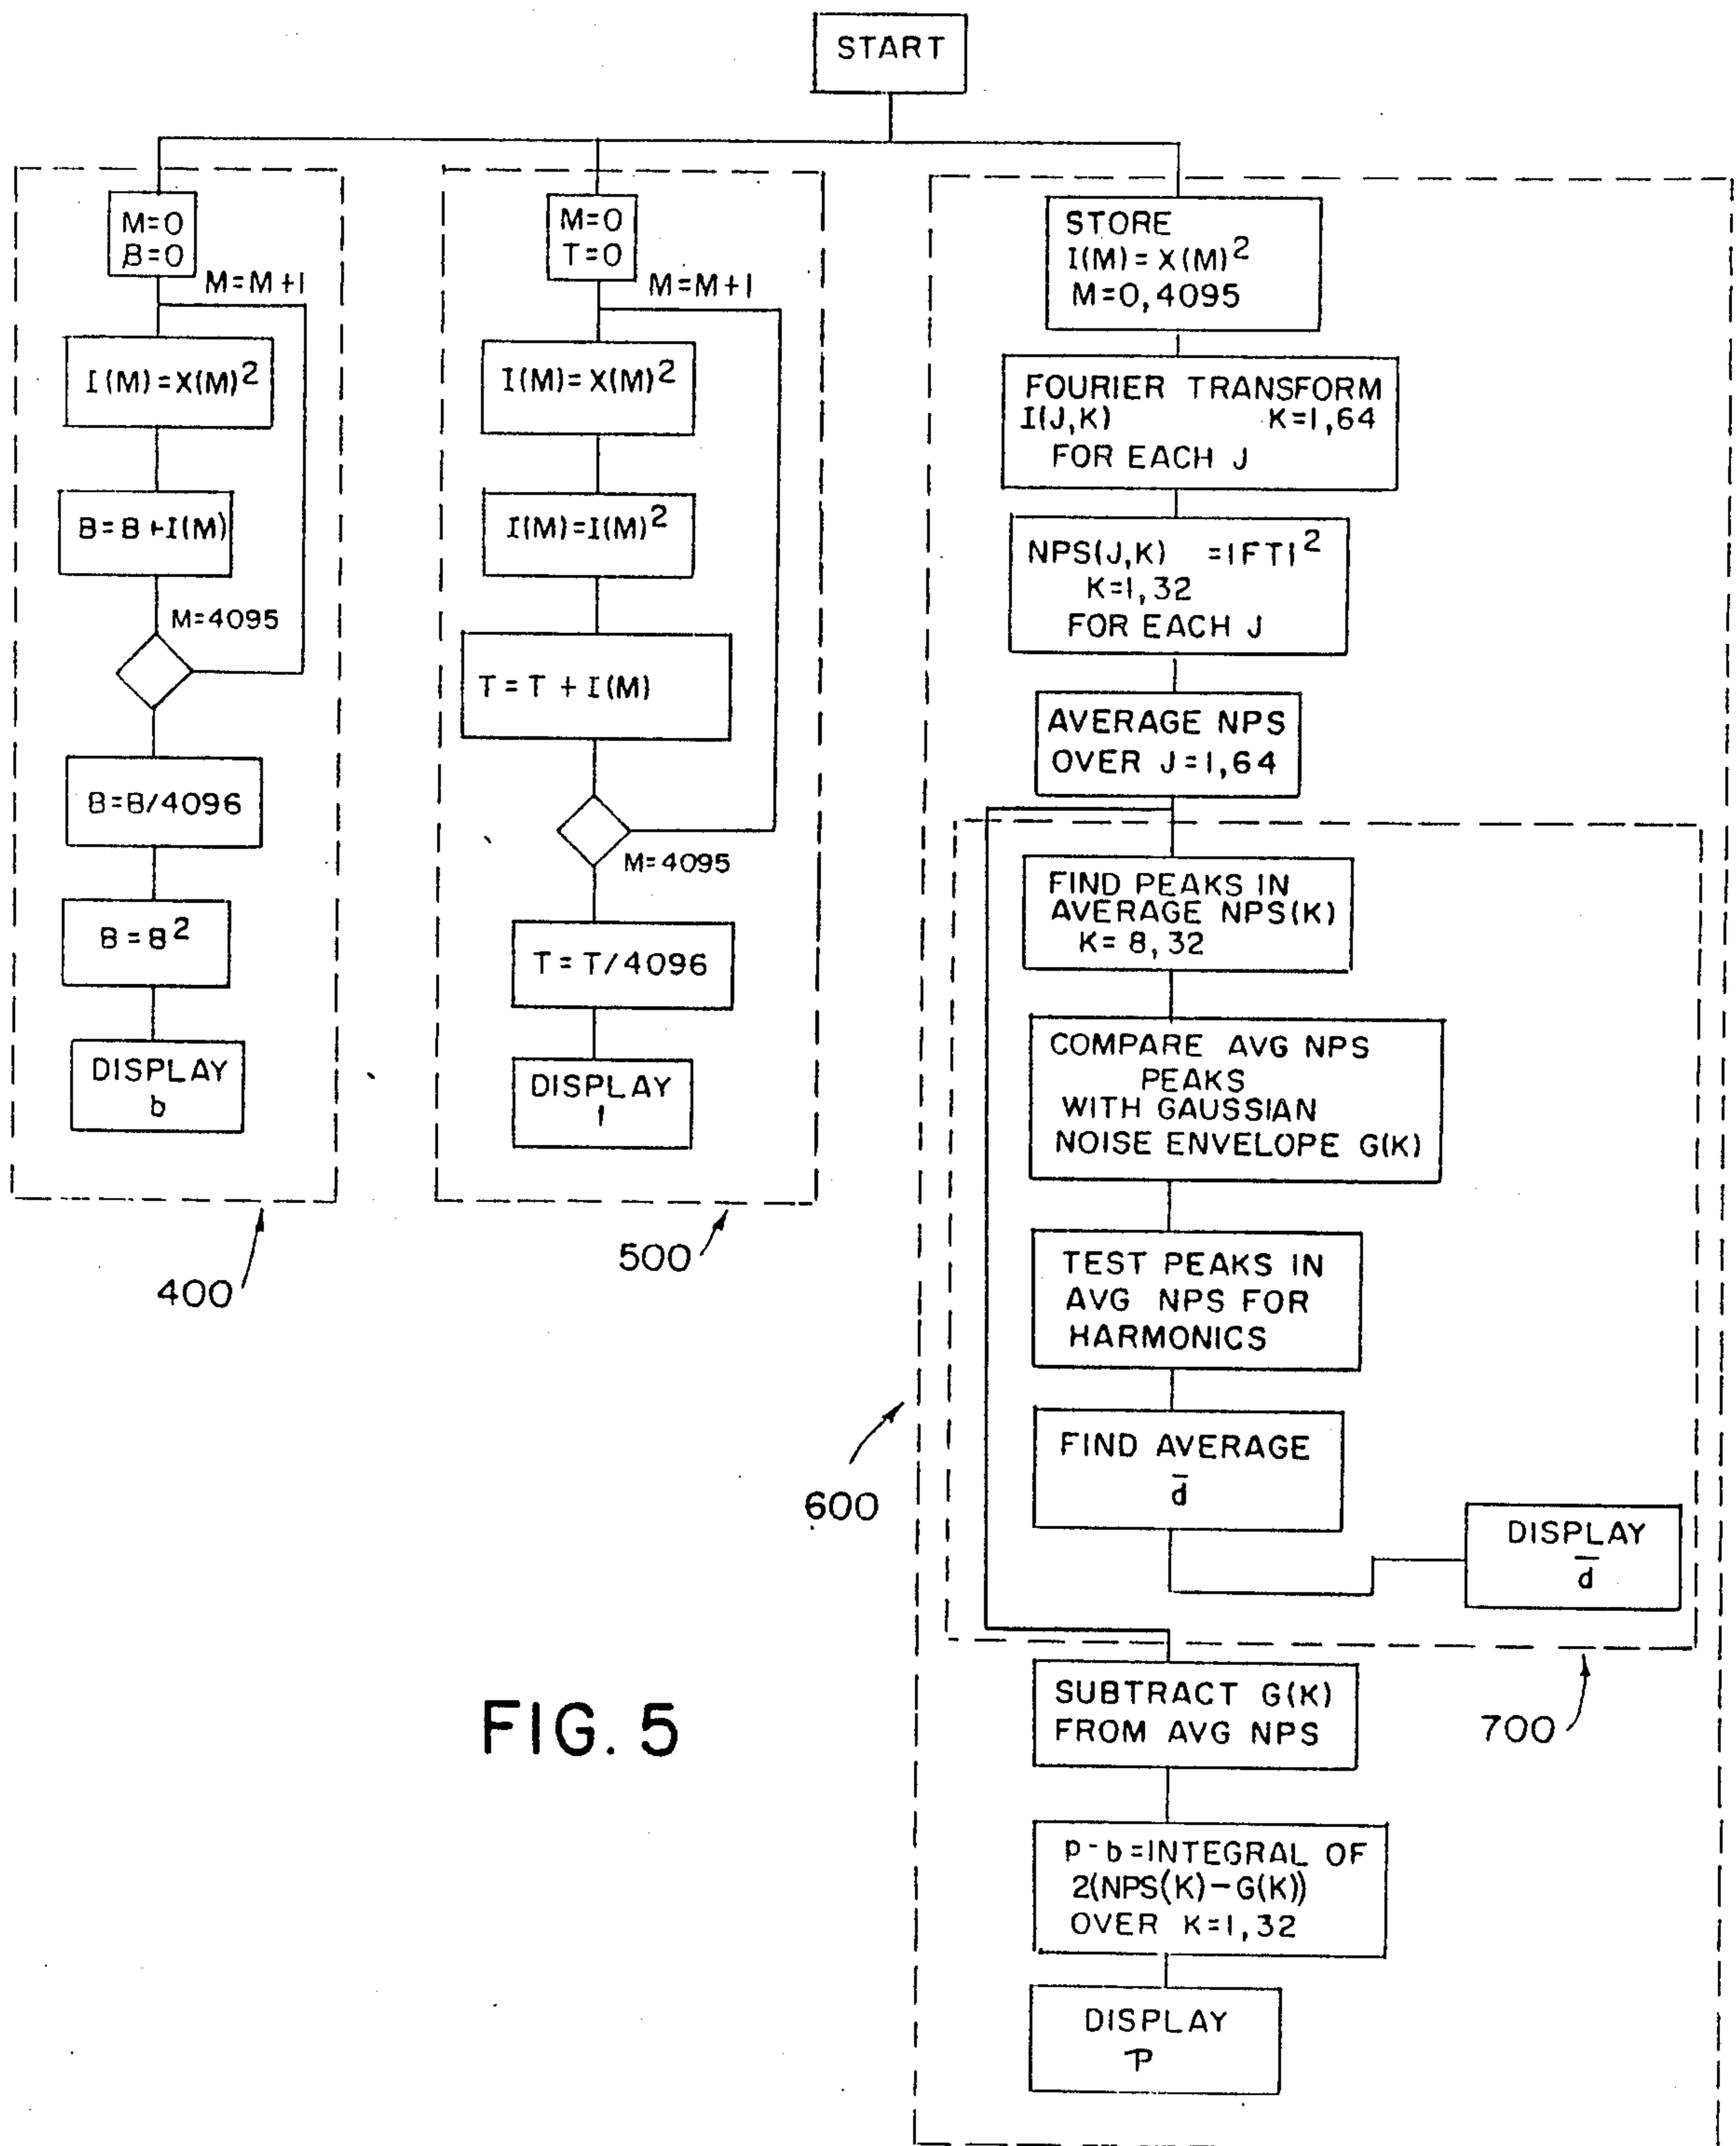 START
M=0
B=0
M=M+1
I(M)=X(M)²
B=B+I(M)
M=4095
B=B/4096
B=B²
DISPLAY
b
400
M=0
T=0
M=M+1
I(M)=X(M)²
I(M)=I(M)²
T=T+I(M)
M=4095
T=T/4096
DISPLAY
t
500
STORE
I(M)=X(M)²
M=0,4095
FOURIER TRANSFORM
I(J,K) K=1,64
FOR EACH J
NPS(J,K) =|FT|²
K=1,32
FOR EACH J
AVERAGE NPS
OVER J=1,64
FIND PEAKS IN
AVERAGE NPS(K)
K=8,32
COMPARE AVG NPS
PEAKS
WITH GAUSSIAN
NOISE ENVELOPE G(K)
TEST PEAKS IN
AVG NPS FOR
HARMONICS
FIND AVERAGE
d̄
DISPLAY
d̄
600
700
SUBTRACT G(K)
FROM AVG NPS
p-b=INTEGRAL OF
2(NPS(K)-G(K))
OVER K=1,32
DISPLAY
p
FIG. 5